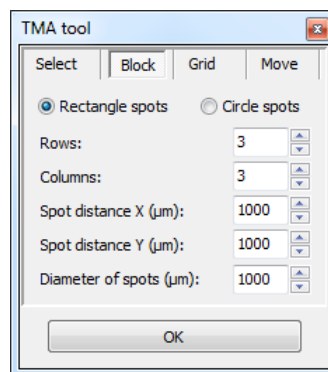 TMA tool
Select Block Grid Move
Rectangle spots Circle spots
Rows: 3
Columns: 3
Spot distance X (µm): 1000
Spot distance Y (µm): 1000
Diameter of spots (µm): 1000
OK